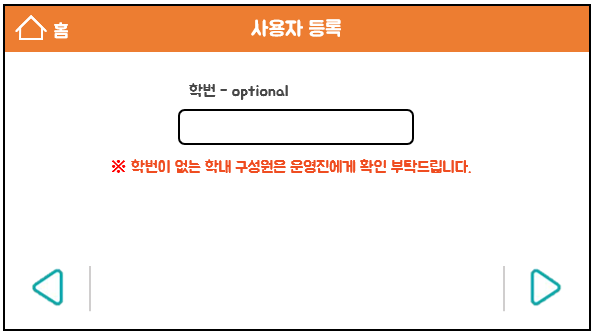 홈
사용자 등록
학번 - optional
※ 학번이 없는 학내 구성원은 운영진에게 확인 부탁드립니다.